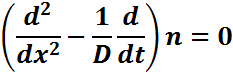 (d²/dx² − 1/D d/dt) n = 0